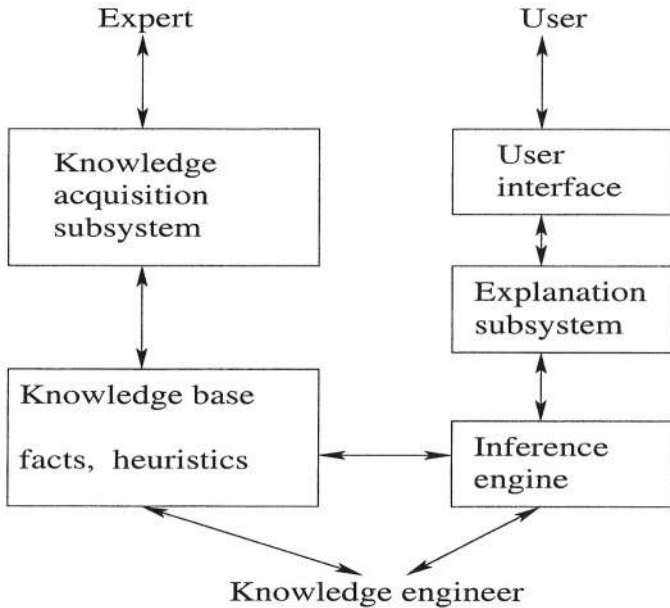 Expert
User
Knowledge
acquisition
subsystem
User
interface
Explanation
subsystem
Knowledge base
facts, heuristics
Inference
engine
Knowledge engineer